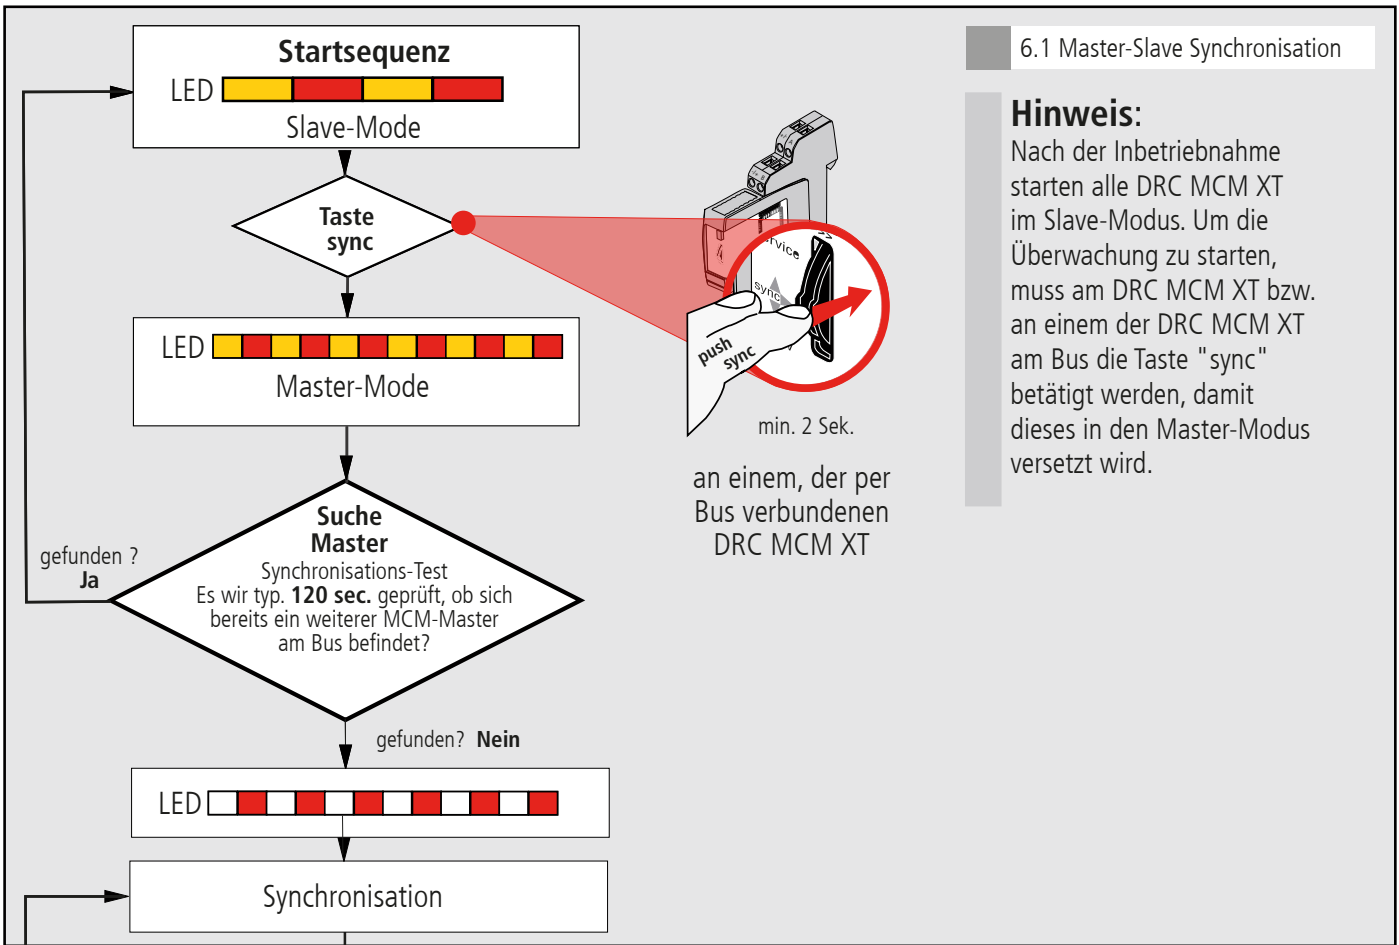 Startsequenz
LED
Slave-Mode
Taste
sync
LED
Master-Mode
Suche
Master
Synchronisations-Test
Es wir typ. 120 sec. geprüft, ob sich
bereits ein weiterer MCM-Master
am Bus befindet?
gefunden ?
Ja
gefunden? Nein
LED
Synchronisation
sync
push
sync
min. 2 Sek.
an einem, der per
Bus verbundenen
DRC MCM XT
6.1 Master-Slave Synchronisation
Hinweis:
Nach der Inbetriebnahme
starten alle DRC MCM XT
im Slave-Modus. Um die
Überwachung zu starten,
muss am DRC MCM XT bzw.
an einem der DRC MCM XT
am Bus die Taste "sync"
betätigt werden, damit
dieses in den Master-Modus
versetzt wird.